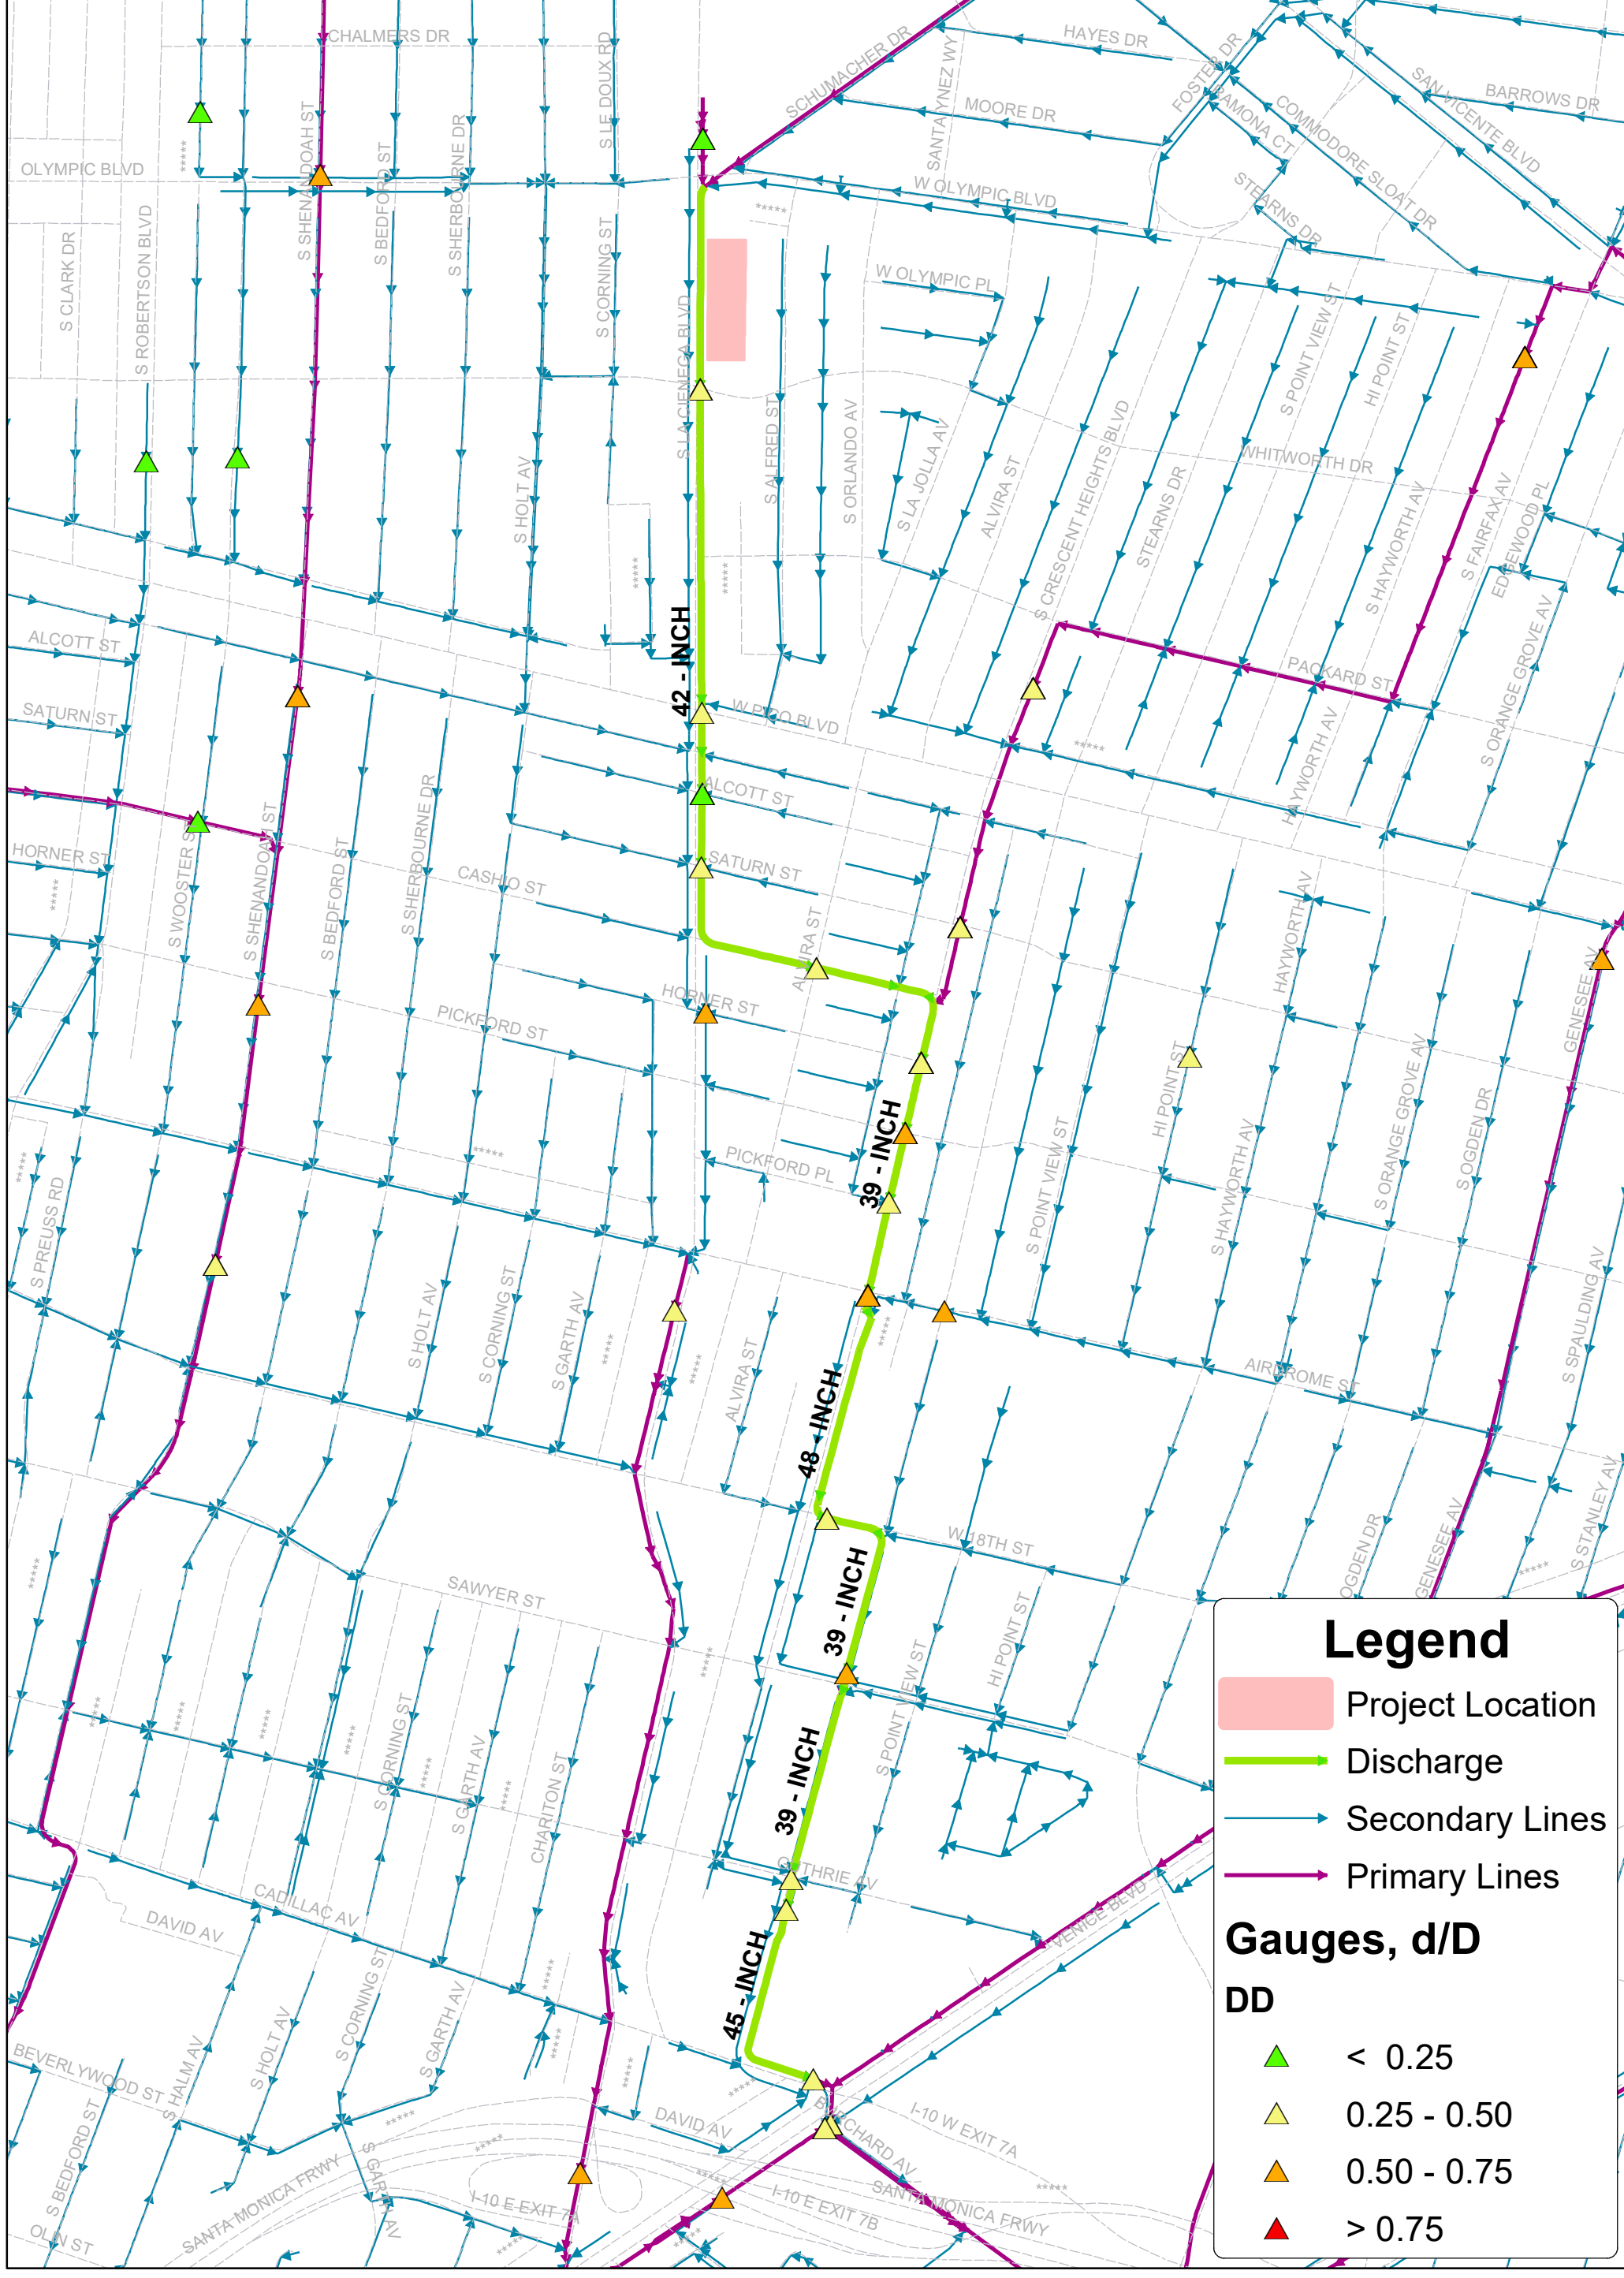 CHALMERS DR
S LE DOUX RD
SCHUMACHER DR
SANTA YNEZ WY
HAYES DR
FOSTER DR
SAN VICENTE BLVD
BARROWS DR
MOORE DR
RAMONA CT
COMMODORE SLOAT DR
OLYMPIC BLVD
*****
S SHENANDOAH ST
S BEDFORD ST
S SHERBOURNE DR
W OLYMPIC BLVD
*****
STEARNS DR
S CLARK DR
S ROBERTSON BLVD
S CORNING ST
S LA CIENEGA BLVD
W OLYMPIC PL
S POINT VIEW ST
HI POINT ST
S HOLT AV
S ALFRED ST
S ORLANDO AV
S LA JOLLA AV
ALVIRA ST
S CRESCENT HEIGHTS BLVD
STEARNS DR
WHITWORTH DR
S HAYWORTH AV
S FAIRFAX AV
EDGEWOOD PL
*****
*****
42 - INCH
ALCOTT ST
PACKARD ST
S ORANGE GROVE AV
SATURN ST
W PICO BLVD
*****
HAYWORTH AV
ALCOTT ST
HORNER ST
*****
S WOOSTER S
S SHENANDOAH ST
S BEDFORD ST
S SHERBOURNE DR
CASHIO ST
SATURN ST
HAYWORTH AV
GENESEE AV
PICKFORD ST
HORNER ST
39 - INCH
HI POINT ST
S ORANGE GROVE AV
S OGDEN DR
*****
*****
PICKFORD PL
S POINT VIEW ST
S HAYWORTH AV
S PREUSS RD
S HOLT AV
S CORNING ST
S GARTH AV
*****
*****
ALVIRA ST
*****
S SPAULDING AV
AIRDROME ST
48 - INCH
*****
SAWYER ST
39 - INCH
W 18TH ST
OGDEN DR
GENESEE AV
*****
S STANLEY AV
*****
*****
*****
*****
S CORNING ST
*****
S GARTH AV
*****
CHARITON ST
*****
39 - INCH
S POINT VIEW ST
HI POINT ST
GUTHRIE AV
CADILLAC AV
DAVID AV
45 - INCH
VENICE BLVD
*****
*****
*****
*****
BEVERLYWOOD ST
S BEDFORD ST
S HALM AV
S HOLT AV
S CORNING ST
S GARTH AV
*****
*****
DAVID AV
BURCHARD AV
I-10 W EXIT 7A
SANTA MONICA FRWY
S GARTH AV
I-10 E EXIT 7A
*****
*****
I-10 E EXIT 7B
SANTA MONICA FRWY
*****
*****
OLIN ST
Legend
Project Location
Discharge
Secondary Lines
Primary Lines
Gauges, d/D
DD
< 0.25
0.25 - 0.50
0.50 - 0.75
> 0.75